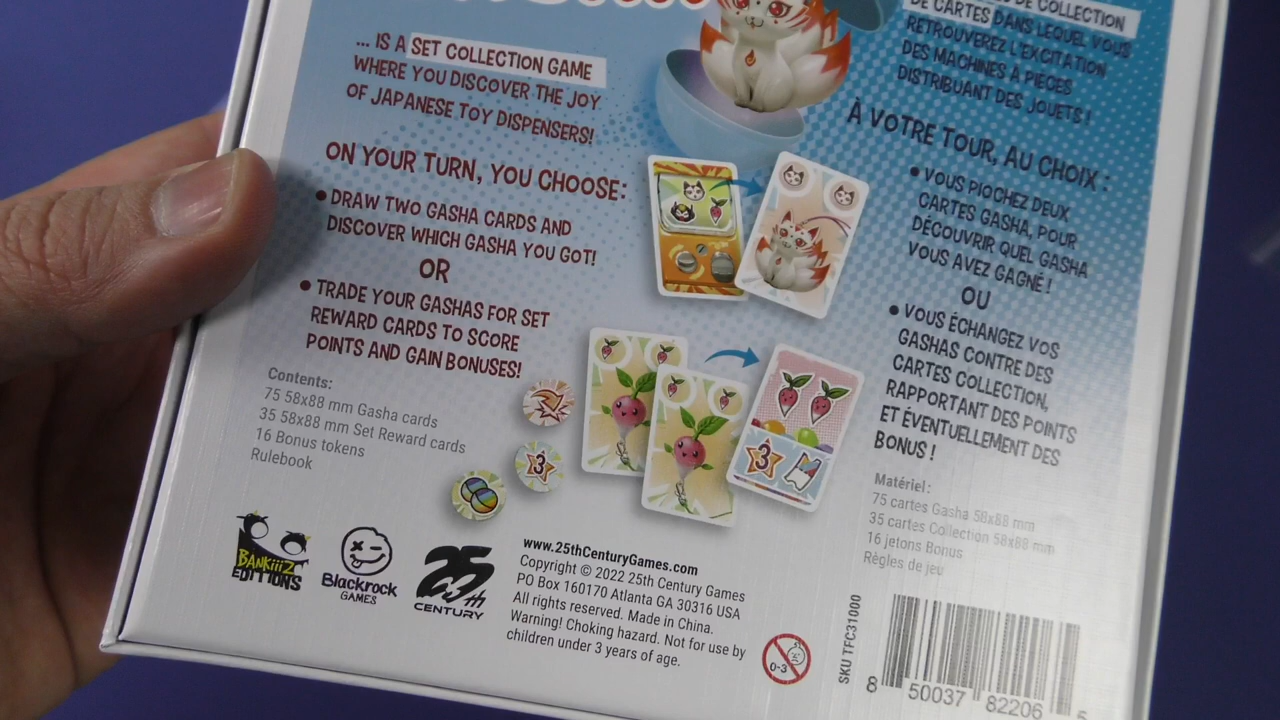 ... IS A SET COLLECTION GAME
WHERE YOU DISCOVER THE JOY
OF JAPANESE TOY DISPENSERS!
ON YOUR TURN, YOU CHOOSE:
• DRAW TWO GASHA CARDS AND
DISCOVER WHICH GASHA YOU GOT!
OR
• TRADE YOUR GASHAS FOR SET
REWARD CARDS TO SCORE
POINTS AND GAIN BONUSES!
Contents:
75 58x88 mm Gasha cards
35 58x88 mm Set Reward cards
16 Bonus tokens
Rulebook
3
3
DE COLLECTION
DE CARTES DANS LEQUEL VOUS
RETROUVEREZ L'EXCITATION
DES MACHINES À PIECES
DISTRIBUANT DES JOUETS !
À VOTRE TOUR, AU CHOIX :
• VOUS PIOCHEZ DEUX
CARTES GASHA, POUR
DÉCOUVRIR QUEL GASHA
VOUS AVEZ GAGNÉ !
OU
• VOUS ÉCHANGEZ VOS
GASHAS CONTRE DES
CARTES COLLECTION,
RAPPORTANT DES POINTS
ET ÉVENTUELLEMENT DES
BONUS !
Matériel:
75 cartes Gasha 58x88 mm
35 cartes Collection 58x88 mm
16 jetons Bonus
Règles de jeu
BANKiiiZ
EDITIONS
Blackrock
GAMES
25th
CENTURY
www.25thCenturyGames.com
Copyright © 2022 25th Century Games
PO Box 160170 Atlanta GA 30316 USA
All rights reserved. Made in China.
Warning! Choking hazard. Not for use by
children under 3 years of age.
0-3
SKU TFC31000
8 50037 82206 5